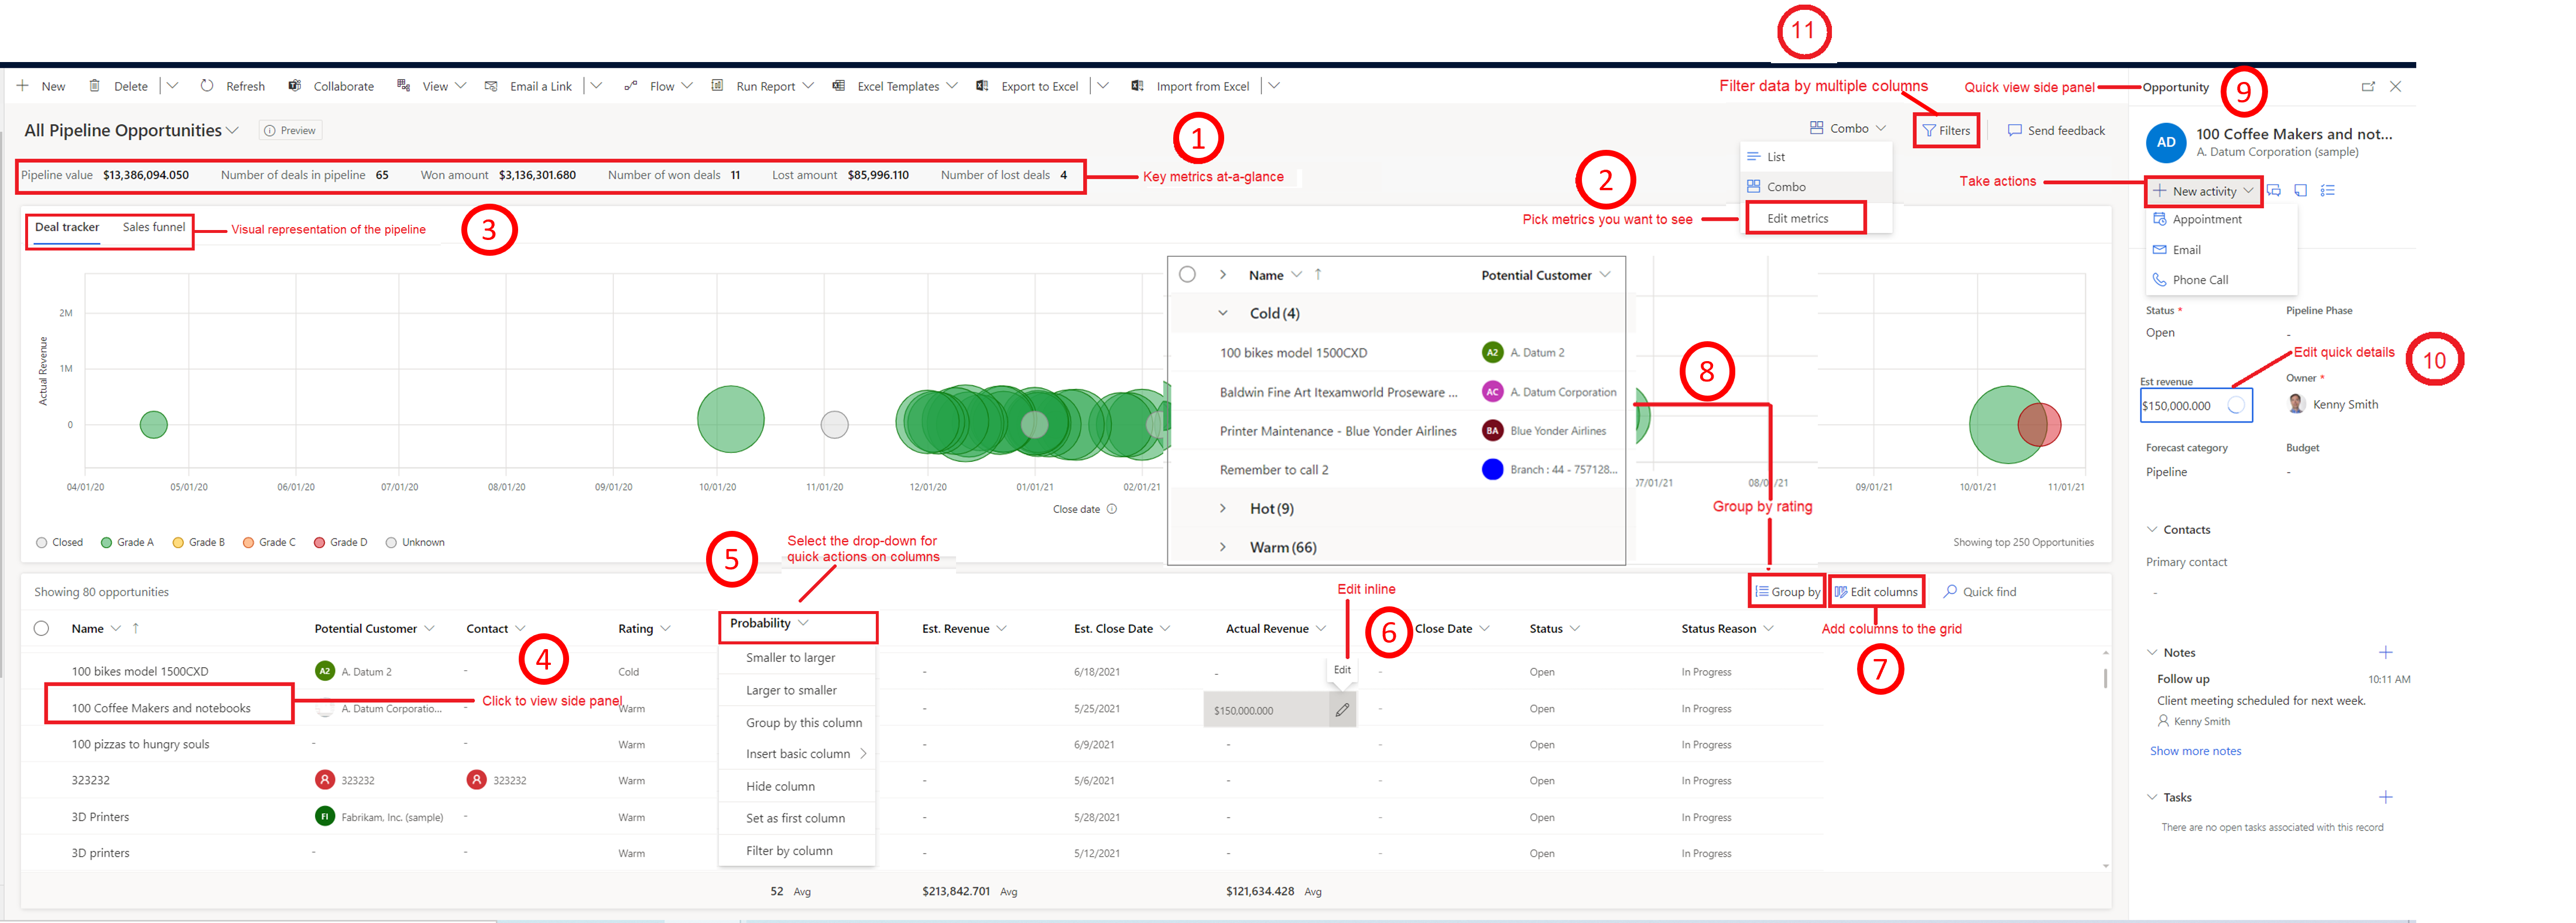 11
New Delete Refresh Collaborate View Email a Link Flow Run Report Excel Templates Export to Excel Import from Excel
Filter data by multiple columns
Quick view side panel
Opportunity
9
All Pipeline Opportunities Preview
1
Combo
Filters
Send feedback
AD
100 Coffee Makers and not...
A. Datum Corporation (sample)
List
Combo
Edit metrics
2
Pick metrics you want to see
Pipeline value $13,386,094.050 Number of deals in pipeline 65 Won amount $3,136,301.680 Number of won deals 11 Lost amount $85,996.110 Number of lost deals 4
Key metrics at-a-glance
Take actions
New activity
Appointment
Email
Phone Call
Deal tracker Sales funnel
Visual representation of the pipeline
3
Actual Revenue
2M
1M
0
04/01/20 05/01/20 06/01/20 07/01/20 08/01/20 09/01/20 10/01/20 11/01/20 12/01/20 01/01/21 02/01/21
07/01/21 08/01/21 09/01/21 10/01/21 11/01/21
Close date
Closed Grade A Grade B Grade C Grade D Unknown
Showing top 250 Opportunities
Name Potential Customer
Cold (4)
100 bikes model 1500CXD A2 A. Datum 2
Baldwin Fine Art Itexamworld Proseware ... AC A. Datum Corporation
Printer Maintenance - Blue Yonder Airlines BA Blue Yonder Airlines
Remember to call 2 Branch : 44 - 757128...
Hot (9)
Warm (66)
8
Group by rating
Status * Pipeline Phase
Open -
Edit quick details
10
Est revenue Owner *
$150,000.000 Kenny Smith
Forecast category Budget
Pipeline -
Contacts
Primary contact
-
Notes
Follow up 10:11 AM
Client meeting scheduled for next week.
Kenny Smith
Show more notes
Tasks
There are no open tasks associated with this record
5
Select the drop-down for
quick actions on columns
Showing 80 opportunities
Edit inline
Group by Edit columns Quick find
Add columns to the grid
7
Name Potential Customer Contact Rating Probability Est. Revenue Est. Close Date Actual Revenue 6 Close Date Status Status Reason
4
Click to view side panel
Smaller to larger
Larger to smaller
Group by this column
Insert basic column
Hide column
Set as first column
Filter by column
Edit
100 bikes model 1500CXD A2 A. Datum 2 - Cold - 6/18/2021 - - Open In Progress
100 Coffee Makers and notebooks A. Datum Corporatio... - Warm - 5/25/2021 $150,000.000 - Open In Progress
100 pizzas to hungry souls - - Warm - 6/9/2021 - - Open In Progress
323232 323232 323232 Warm - 5/6/2021 - - Open In Progress
3D Printers FI Fabrikam, Inc. (sample) - Warm - 5/28/2021 - - Open In Progress
3D printers - - Warm - 5/12/2021 - - Open In Progress
52 Avg $213,842.701 Avg $121,634.428 Avg